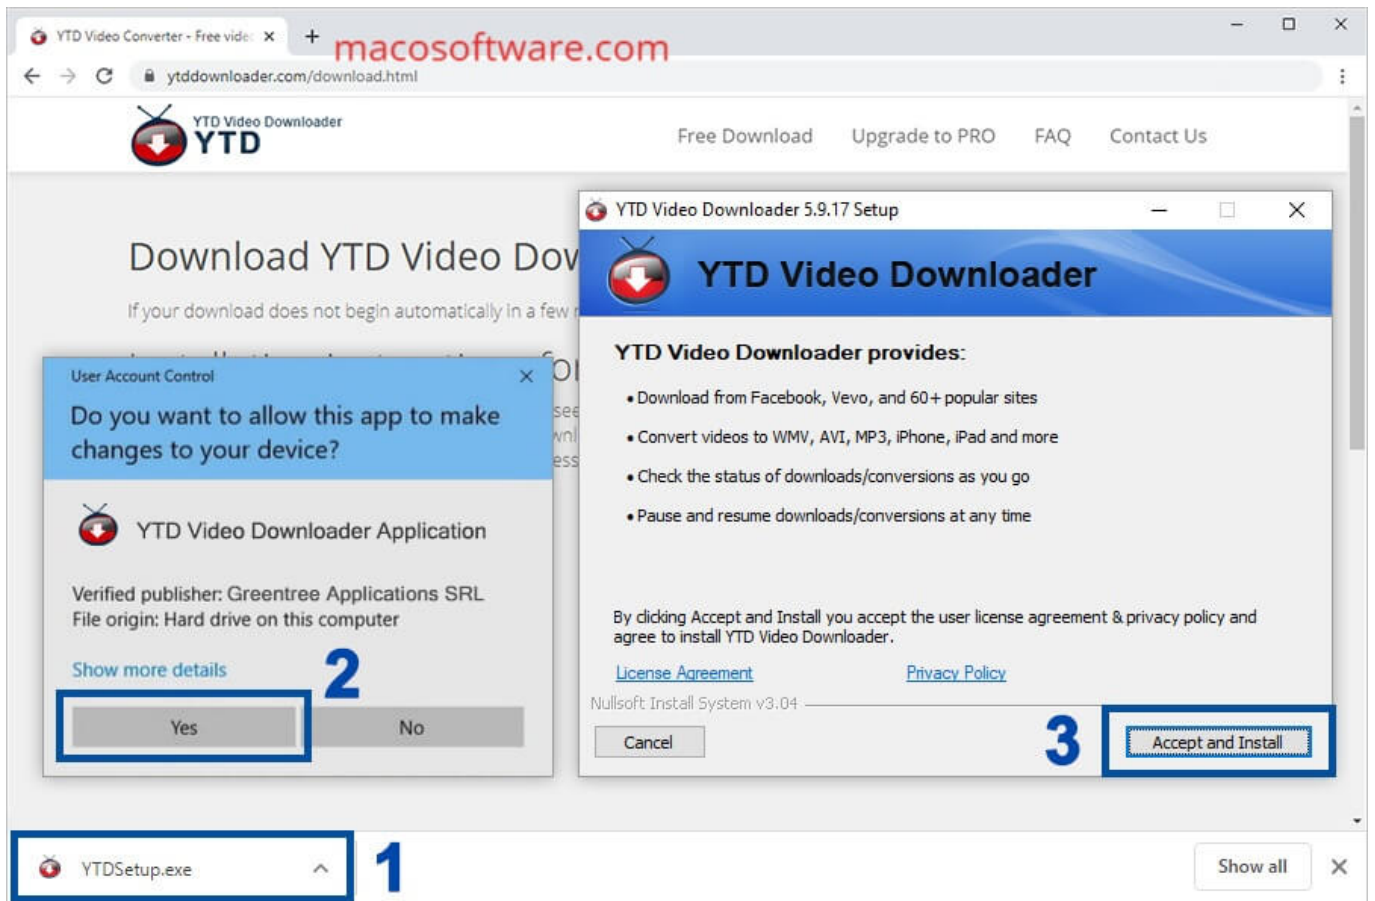 YTD Video Converter - Free vide
macosoftware.com
ytddownloader.com/download.html
YTD Video Downloader
YTD
Free Download
Upgrade to PRO
FAQ
Contact Us
Download YTD Video Dow
If your download does not begin automatically in a few
User Account Control
Do you want to allow this app to make
changes to your device?
YTD Video Downloader Application
Verified publisher: Greentree Applications SRL
File origin: Hard drive on this computer
Show more details
2
Yes
No
YTD Video Downloader 5.9.17 Setup
YTD Video Downloader
YTD Video Downloader provides:
• Download from Facebook, Vevo, and 60+ popular sites
• Convert videos to WMV, AVI, MP3, iPhone, iPad and more
• Check the status of downloads/conversions as you go
• Pause and resume downloads/conversions at any time
By clicking Accept and Install you accept the user license agreement & privacy policy and
agree to install YTD Video Downloader.
License Agreement
Privacy Policy
Nullsoft Install System v3.04
Cancel
3
Accept and Install
YTDSetup.exe
1
Show all